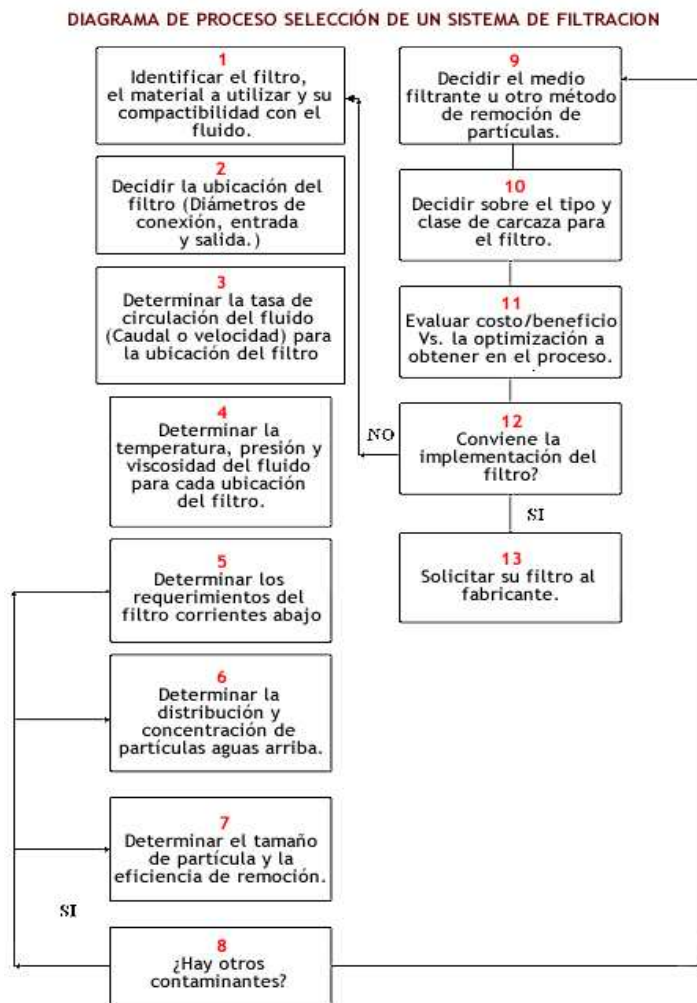 DIAGRAMA DE PROCESO SELECCIÓN DE UN SISTEMA DE FILTRACION
1
Identificar el filtro,
el material a utilizar y su
compactibilidad con el
fluido.
2
Decidir la ubicación del
filtro (Diámetros de
conexión, entrada
y salida.)
3
Determinar la tasa de
circulación del fluido
(Caudal o velocidad) para
la ubicación del filtro
4
Determinar la
temperatura, presión y
viscosidad del fluido
para cada ubicación
del filtro.
5
Determinar los
requerimientos del
filtro corrientes abajo
6
Determinar la
distribución y
concentración de
partículas aguas arriba.
7
Determinar el tamaño
de partícula y la
eficiencia de remoción.
SI
8
¿Hay otros
contaminantes?
9
Decidir el medio
filtrante u otro método
de remoción de
partículas.
10
Decidir sobre el tipo y
clase de carcaza para
el filtro.
11
Evaluar costo/beneficio
Vs. la optimización a
obtener en el proceso.
12
Conviene la
implementación del
filtro?
NO
SI
13
Solicitar su filtro al
fabricante.